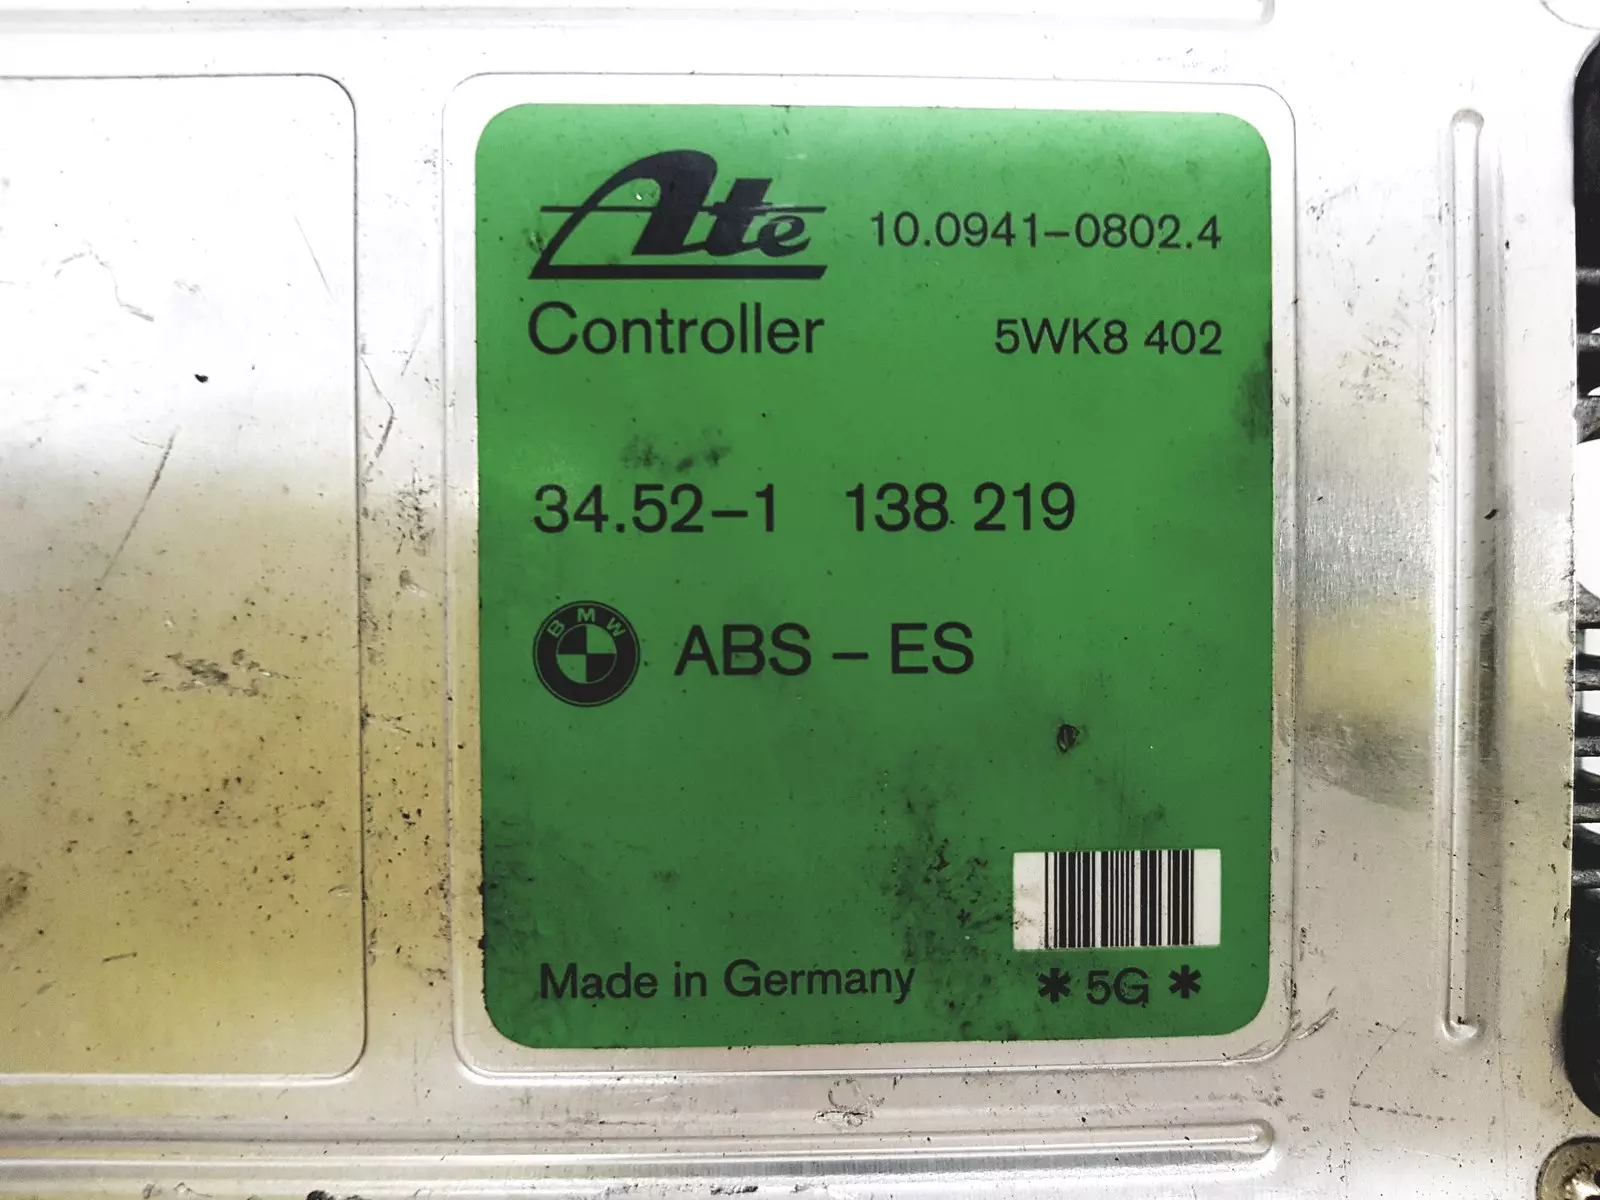 Ate 10.0941-0802.4
Controller 5WK8 402
34.52-1 138 219
BMW ABS - ES
Made in Germany *5G*